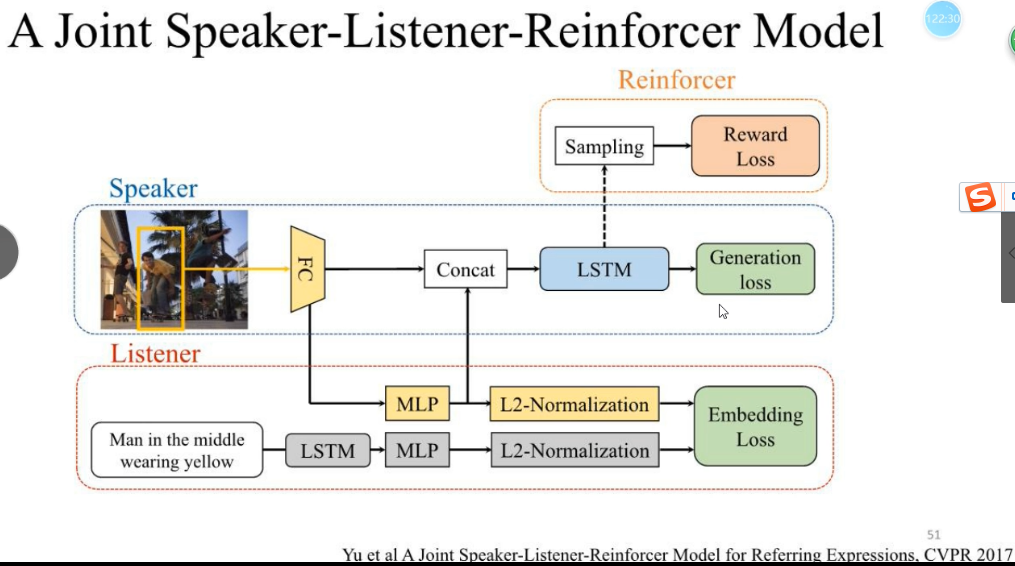 A Joint Speaker-Listener-Reinforcer Model
122:30
Reinforcer
Sampling
Reward
Loss
Speaker
FC
Concat
LSTM
Generation
loss
Listener
MLP
L2-Normalization
Embedding
Loss
Man in the middle
wearing yellow
LSTM
MLP
L2-Normalization
51
Yu et al A Joint Speaker-Listener-Reinforcer Model for Referring Expressions, CVPR 2017